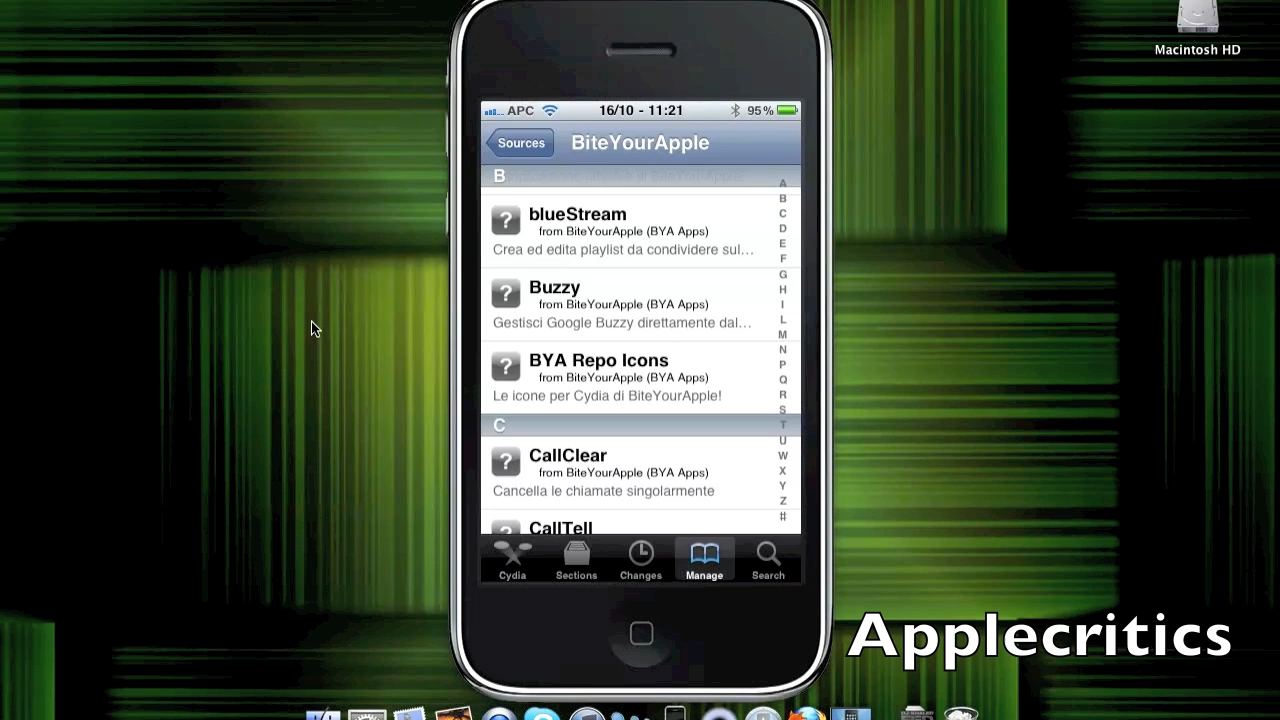 Macintosh HD
APC 16/10 - 11:21 95%
Sources BiteYourApple
B
blueStream
from BiteYourApple (BYA Apps)
Crea ed edita playlist da condividere sul…
Buzzy
from BiteYourApple (BYA Apps)
Gestisci Google Buzzy direttamente dal…
BYA Repo Icons
from BiteYourApple (BYA Apps)
Le icone per Cydia di BiteYourApple!
C
CallClear
from BiteYourApple (BYA Apps)
Cancella le chiamate singolarmente
CallTell
A
B
C
D
E
F
G
H
I
L
M
N
P
Q
R
S
T
U
W
X
Y
Z
#
Cydia Sections Changes Manage Search
Applecritics